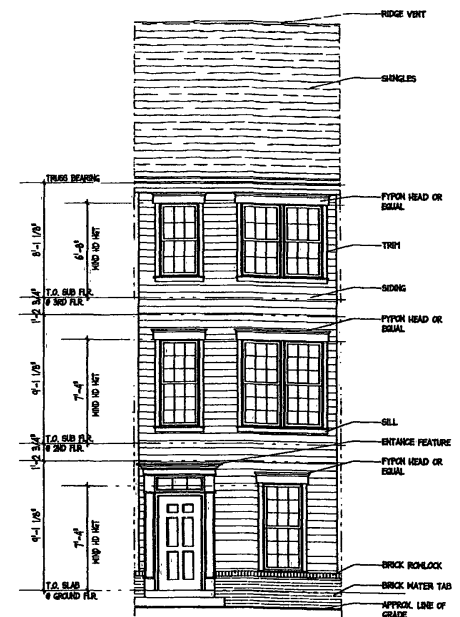 RIDGE VENT
SHINGLES
TRUSS BEARING
FYPON HEAD OR
EQUAL
8'-1 1/8"
6'-8"
WIND HD HGT
TRIM
SIDING
T.O. SUB FLR.
@ 3RD FLR.
1'-2 3/4"
FYPON HEAD OR
EQUAL
9'-1 1/8"
7'-4"
WIND HD HGT
SILL
T.O. SUB FLR.
@ 2ND FLR.
1'-2 3/4"
ENTANCE FEATURE
FYPON HEAD OR
EQUAL
9'-1 1/8"
7'-4"
WIND HD HGT
BRICK ROWLOCK
T.O. SLAB
@ GROUND FLR.
BRICK WATER TAB
APPROX. LINE OF
GRADE